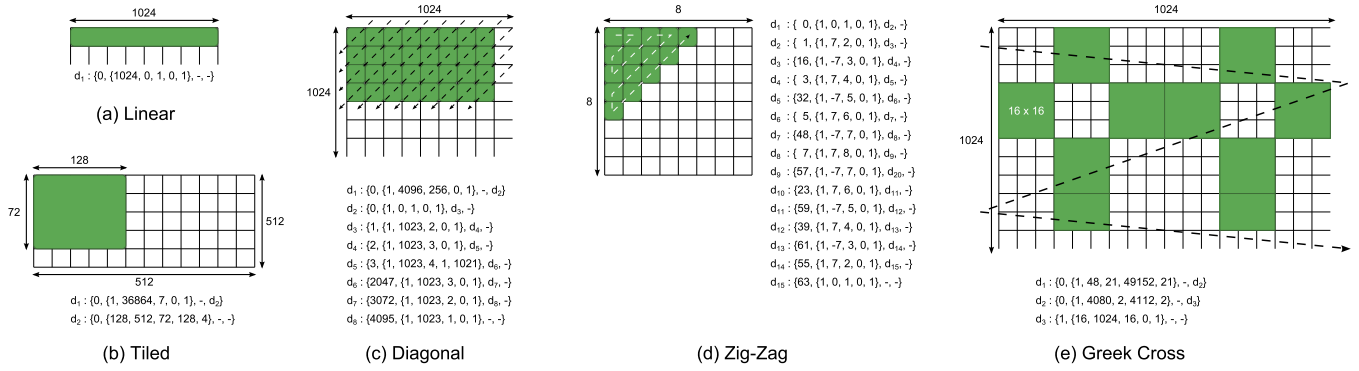 1024
d₁ : {0, {1024, 0, 1, 0, 1}, -, -}
(a) Linear
128
72
512
512
d₁ : {0, {1, 36864, 7, 0, 1}, -, d₂}
d₂ : {0, {128, 512, 72, 128, 4}, -, -}
(b) Tiled
1024
1024
d₁ : {0, {1, 4096, 256, 0, 1}, -, d₂}
d₂ : {0, {1, 0, 1, 0, 1}, d₃, -}
d₃ : {1, {1, 1023, 2, 0, 1}, d₄, -}
d₄ : {2, {1, 1023, 3, 0, 1}, d₅, -}
d₅ : {3, {1, 1023, 4, 1, 1021}, d₆, -}
d₆ : {2047, {1, 1023, 3, 0, 1}, d₇, -}
d₇ : {3072, {1, 1023, 2, 0, 1}, d₈, -}
d₈ : {4095, {1, 1023, 1, 0, 1}, -, -}
(c) Diagonal
8
8
d₁ : { 0, {1, 0, 1, 0, 1}, d₂, -}
d₂ : { 1, {1, 7, 2, 0, 1}, d₃, -}
d₃ : {16, {1, -7, 3, 0, 1}, d₄, -}
d₄ : { 3, {1, 7, 4, 0, 1}, d₅, -}
d₅ : {32, {1, -7, 5, 0, 1}, d₆, -}
d₆ : { 5, {1, 7, 6, 0, 1}, d₇, -}
d₇ : {48, {1, -7, 7, 0, 1}, d₈, -}
d₈ : { 7, {1, 7, 8, 0, 1}, d₉, -}
d₉ : {57, {1, -7, 7, 0, 1}, d₂₀, -}
d₁₀ : {23, {1, 7, 6, 0, 1}, d₁₁, -}
d₁₁ : {59, {1, -7, 5, 0, 1}, d₁₂, -}
d₁₂ : {39, {1, 7, 4, 0, 1}, d₁₃, -}
d₁₃ : {61, {1, -7, 3, 0, 1}, d₁₄, -}
d₁₄ : {55, {1, 7, 2, 0, 1}, d₁₅, -}
d₁₅ : {63, {1, 0, 1, 0, 1}, -, -}
(d) Zig-Zag
1024
16 x 16
1024
d₁ : {0, {1, 48, 21, 49152, 21}, -, d₂}
d₂ : {0, {1, 4080, 2, 4112, 2}, -, d₃}
d₃ : {1, {16, 1024, 16, 0, 1}, -, -}
(e) Greek Cross